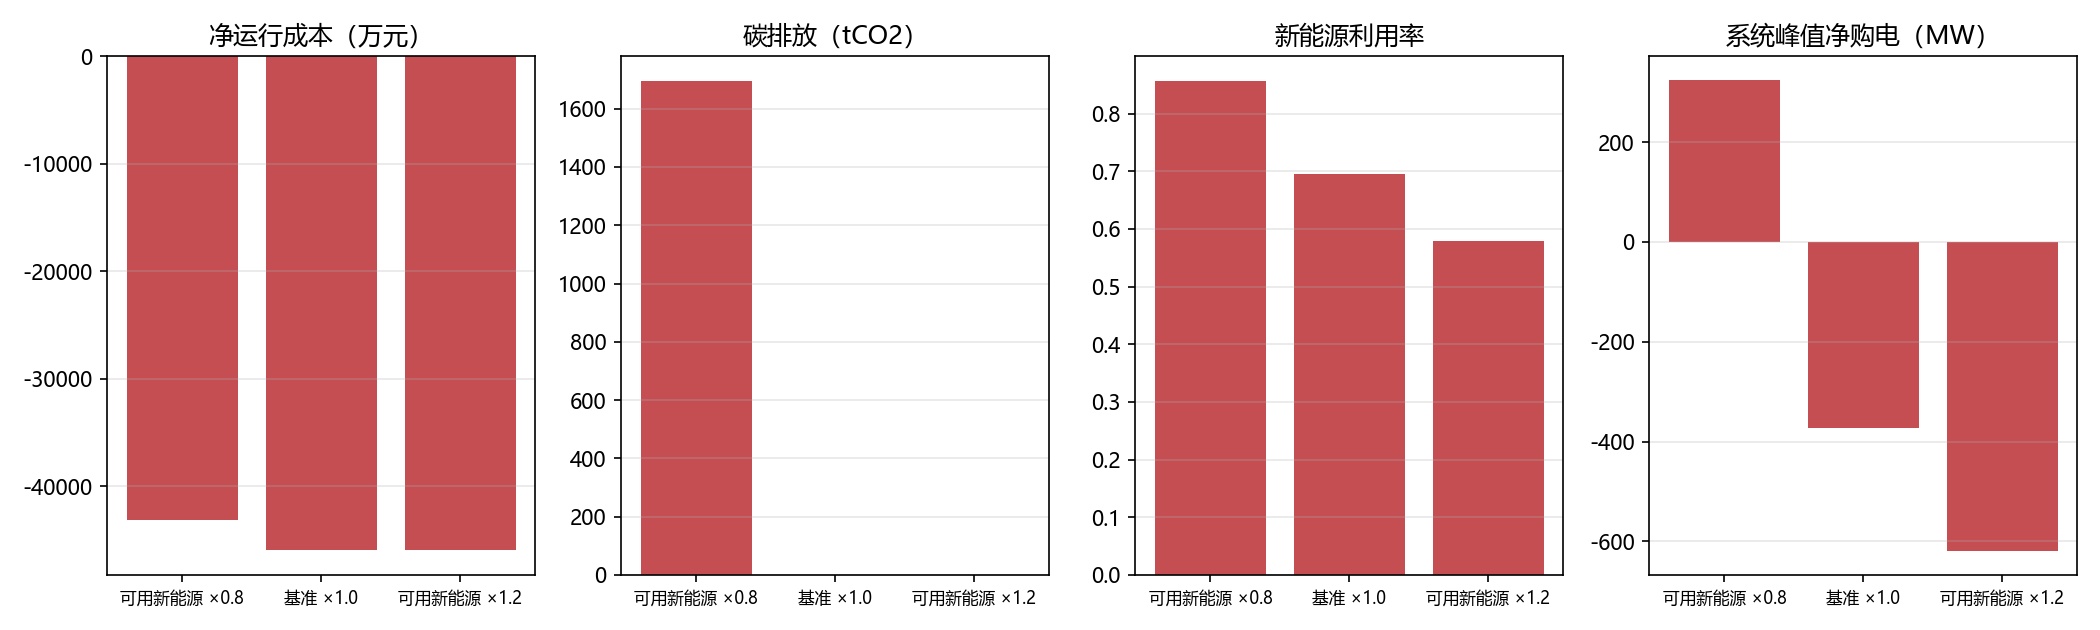 净运行成本（万元）
0
-10000
-20000
-30000
-40000
可用新能源 ×0.8
基准 ×1.0
可用新能源 ×1.2
碳排放（tCO2）
1600
1400
1200
1000
800
600
400
200
0
可用新能源 ×0.8
基准 ×1.0
可用新能源 ×1.2
新能源利用率
0.8
0.7
0.6
0.5
0.4
0.3
0.2
0.1
0.0
可用新能源 ×0.8
基准 ×1.0
可用新能源 ×1.2
系统峰值净购电（MW）
200
0
-200
-400
-600
可用新能源 ×0.8
基准 ×1.0
可用新能源 ×1.2